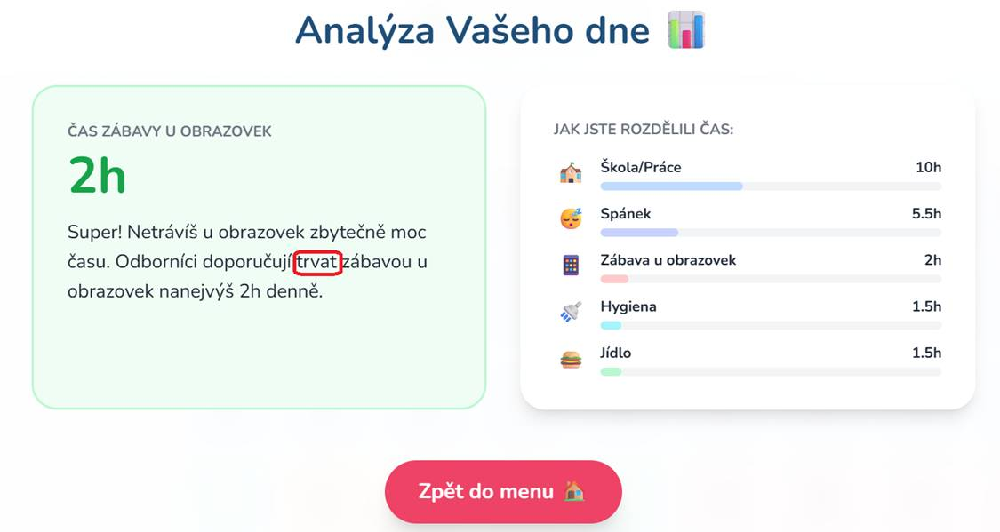 Analýza Vašeho dne
ČAS ZÁBAVY U OBRAZOVEK
2h
Super! Netrávíš u obrazovek zbytečně moc
času. Odborníci doporučují trvat zábavou u
obrazovek nanejvýš 2h denně.
JAK JSTE ROZDĚLILI ČAS:
Škola/Práce 10h
Spánek 5.5h
Zábava u obrazovek 2h
Hygiena 1.5h
Jídlo 1.5h
Zpět do menu